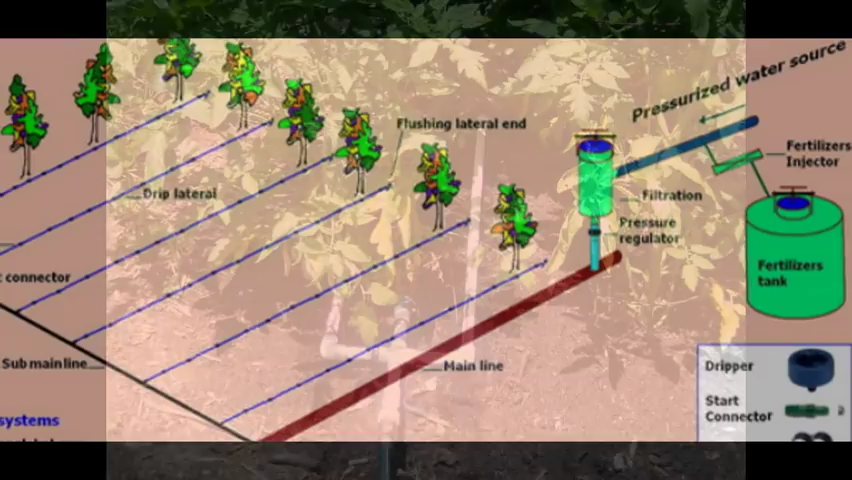 Pressurized water source
Flushing lateral end
Fertilizers
Injector
Drip lateral
Filtration
Pressure
regulator
connector
Fertilizers
tank
Sub main line
Main line
Dripper
Start
Connector
systems